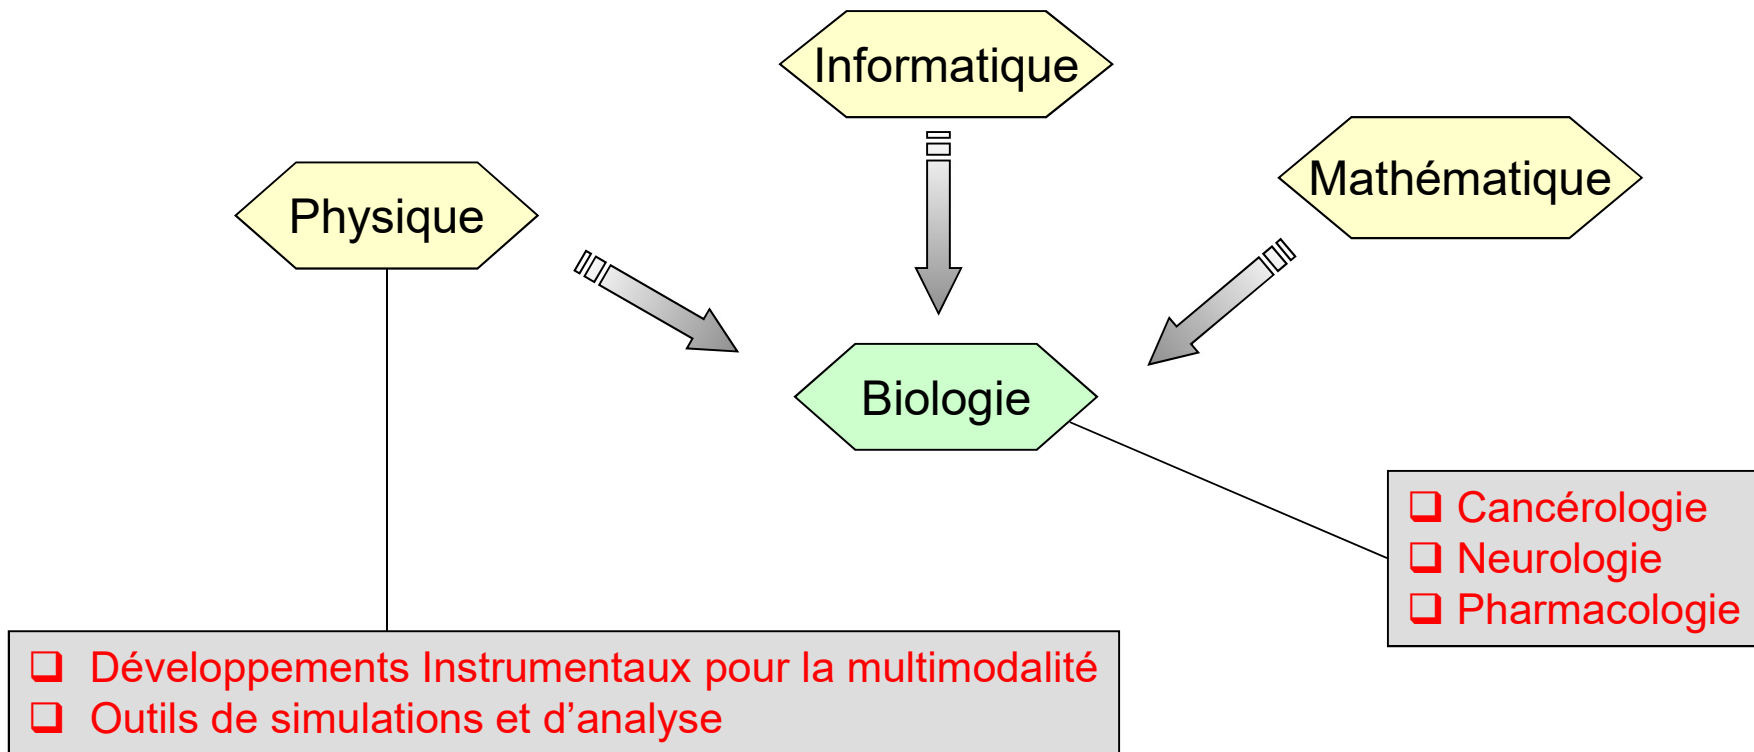 Informatique
Mathématique
Physique
Biologie
Cancérologie
Neurologie
Pharmacologie
Développements Instrumentaux pour la multimodalité
Outils de simulations et d’analyse